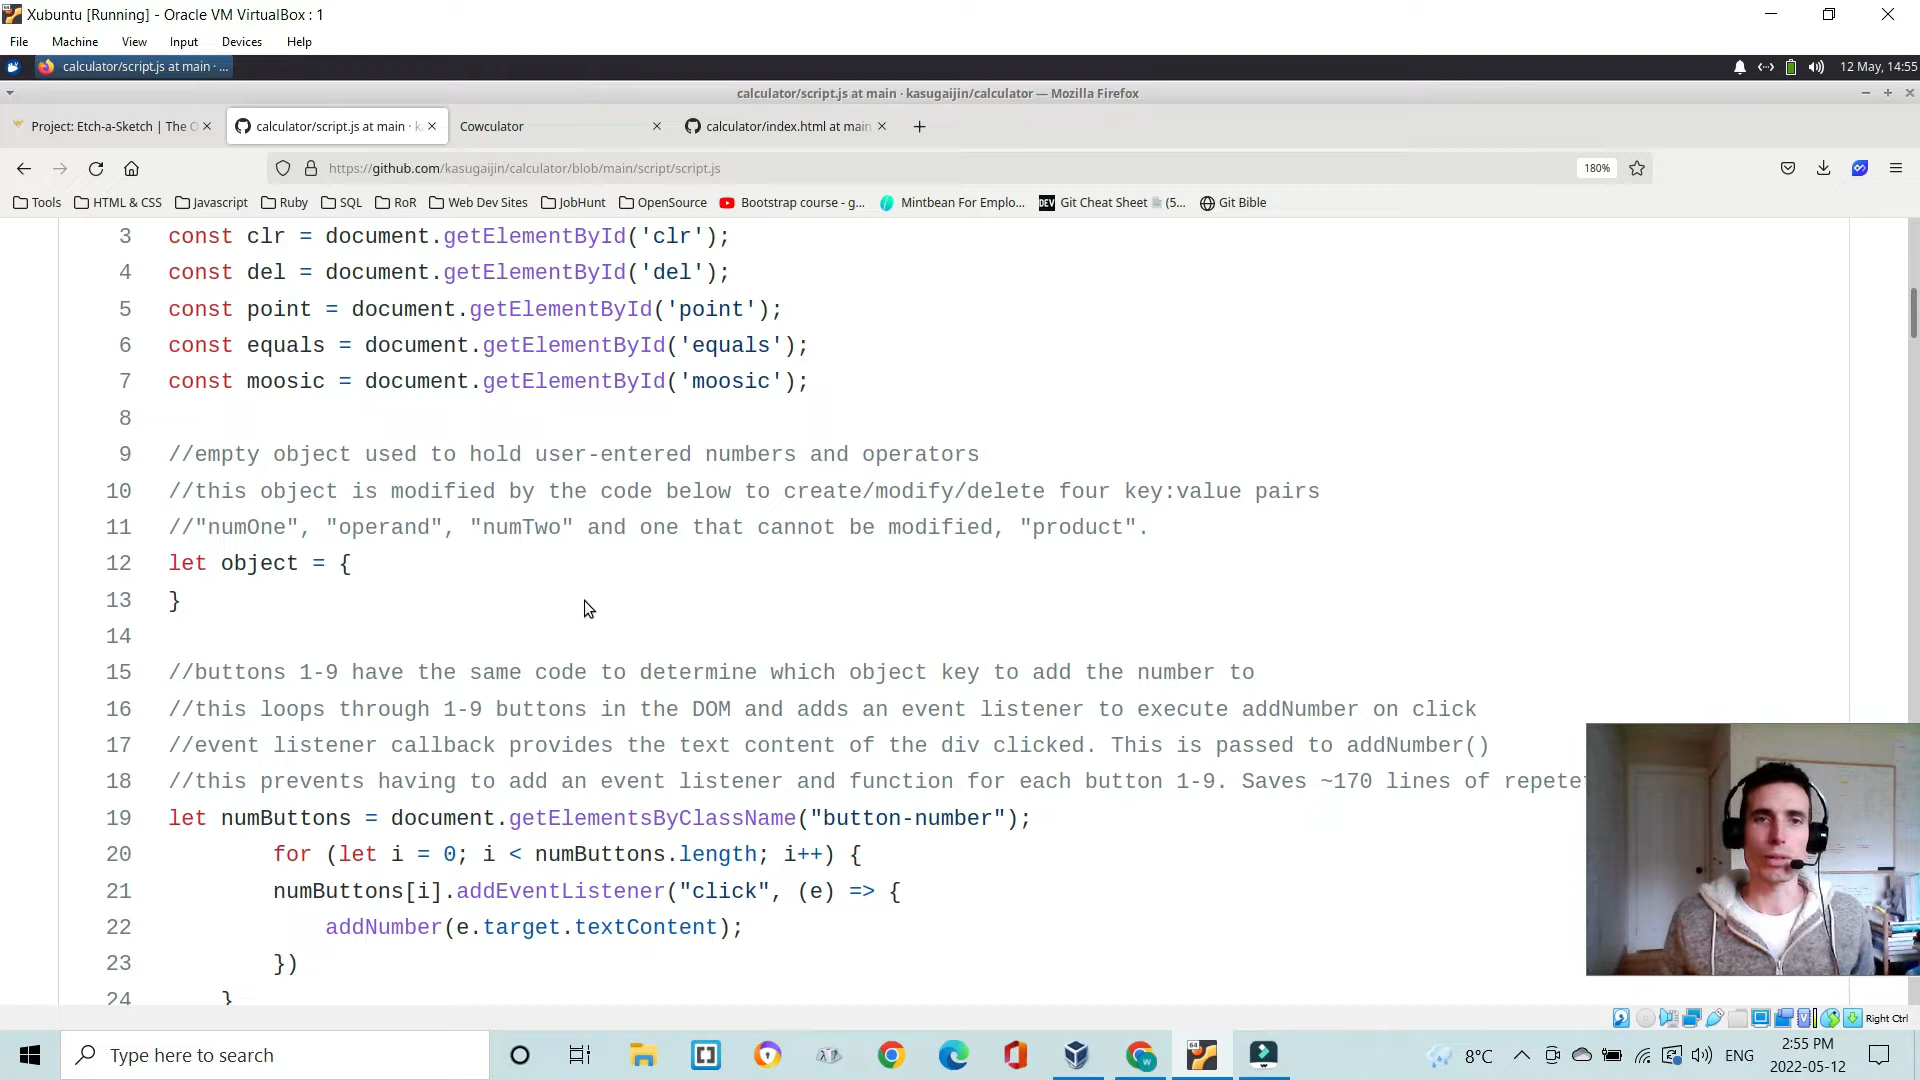 Xubuntu [Running] - Oracle VM VirtualBox : 1
File Machine View Input Devices Help
calculator/script.js at main · ...
12 May, 14:55
calculator/script.js at main · kasugaijin/calculator — Mozilla Firefox
Project: Etch-a-Sketch | The O
calculator/script.js at main · k
Cowculator
calculator/index.html at main
https://github.com/kasugaijin/calculator/blob/main/script/script.js
180%
Tools HTML & CSS Javascript Ruby SQL RoR Web Dev Sites JobHunt OpenSource Bootstrap course - g... Mintbean For Emplo... DEV Git Cheat Sheet (5... Git Bible
3 const clr = document.getElementById('clr');
4 const del = document.getElementById('del');
5 const point = document.getElementById('point');
6 const equals = document.getElementById('equals');
7 const moosic = document.getElementById('moosic');
8
9 //empty object used to hold user-entered numbers and operators
10 //this object is modified by the code below to create/modify/delete four key:value pairs
11 //"numOne", "operand", "numTwo" and one that cannot be modified, "product".
12 let object = {
13 }
14
15 //buttons 1-9 have the same code to determine which object key to add the number to
16 //this loops through 1-9 buttons in the DOM and adds an event listener to execute addNumber on click
17 //event listener callback provides the text content of the div clicked. This is passed to addNumber()
18 //this prevents having to add an event listener and function for each button 1-9. Saves ~170 lines of repete
19 let numButtons = document.getElementsByClassName("button-number");
20 for (let i = 0; i < numButtons.length; i++) {
21 numButtons[i].addEventListener("click", (e) => {
22 addNumber(e.target.textContent);
23 })
24 }
Right Ctrl
Type here to search
8°C
ENG
2:55 PM
2022-05-12